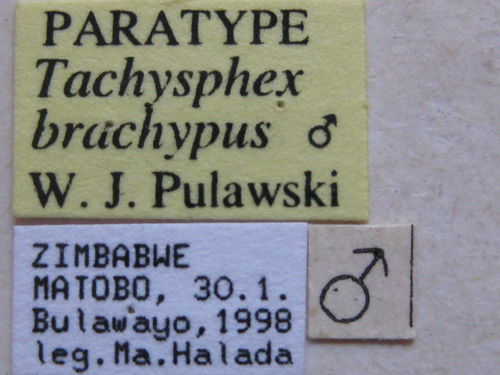 PARATYPE
Tachysphex
brachypus ♂
W. J. Pulawski
ZIMBABWE
MATOBO, 30.1.
Bulawayo,1998
leg.Ma.Halada
♂